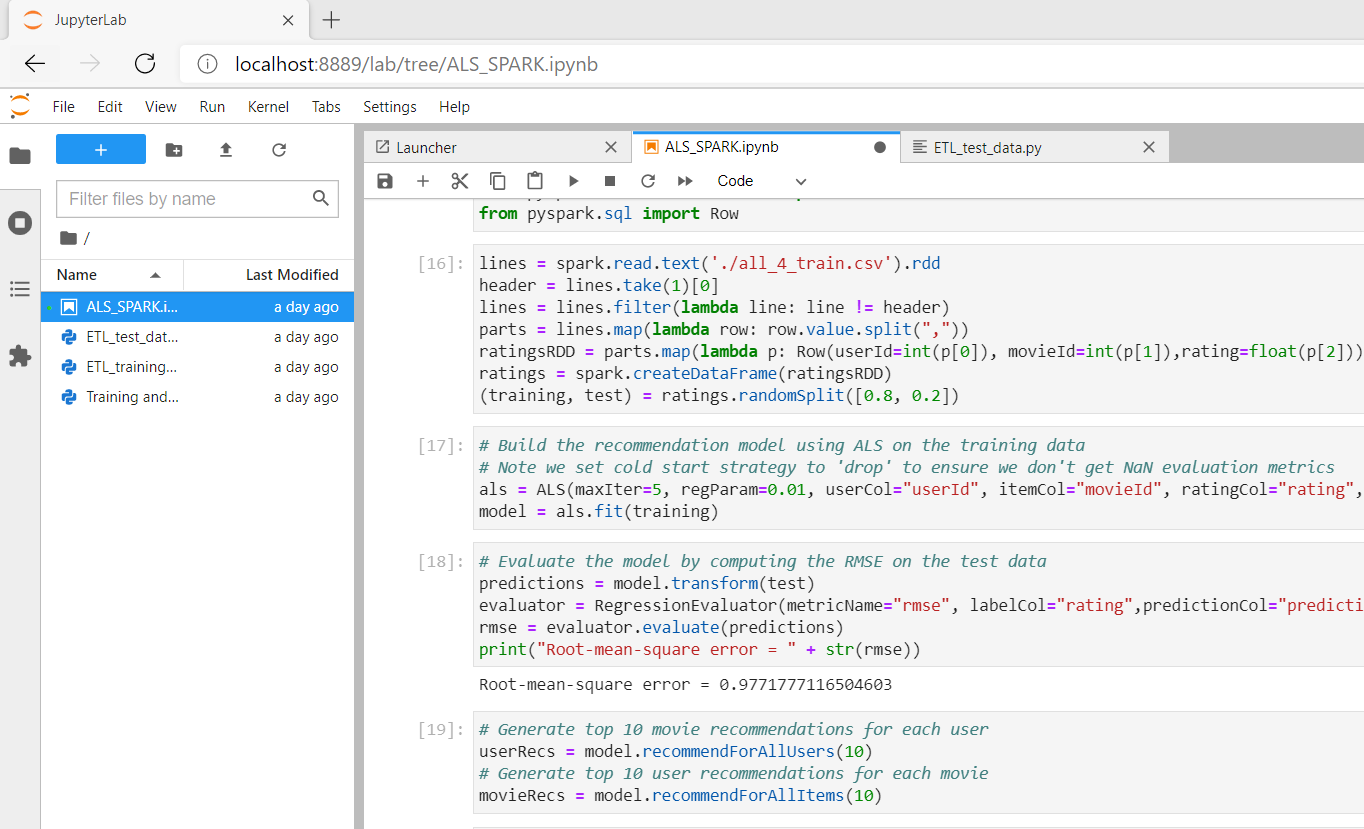 JupyterLab
localhost:8889/lab/tree/ALS_SPARK.ipynb
File Edit View Run Kernel Tabs Settings Help
Launcher
ALS_SPARK.ipynb
ETL_test_data.py
Code
Filter files by name
/
Name Last Modified
ALS_SPARK.i... a day ago
ETL_test_dat... a day ago
ETL_training... a day ago
Training and... a day ago
from pyspark.sql import Row
[16]:
lines = spark.read.text('./all_4_train.csv').rdd
header = lines.take(1)[0]
lines = lines.filter(lambda line: line != header)
parts = lines.map(lambda row: row.value.split(","))
ratingsRDD = parts.map(lambda p: Row(userId=int(p[0]), movieId=int(p[1]),rating=float(p[2])))
ratings = spark.createDataFrame(ratingsRDD)
(training, test) = ratings.randomSplit([0.8, 0.2])
[17]:
# Build the recommendation model using ALS on the training data
# Note we set cold start strategy to 'drop' to ensure we don't get NaN evaluation metrics
als = ALS(maxIter=5, regParam=0.01, userCol="userId", itemCol="movieId", ratingCol="rating",
model = als.fit(training)
[18]:
# Evaluate the model by computing the RMSE on the test data
predictions = model.transform(test)
evaluator = RegressionEvaluator(metricName="rmse", labelCol="rating",predictionCol="predicti
rmse = evaluator.evaluate(predictions)
print("Root-mean-square error = " + str(rmse))
Root-mean-square error = 0.9771777116504603
[19]:
# Generate top 10 movie recommendations for each user
userRecs = model.recommendForAllUsers(10)
# Generate top 10 user recommendations for each movie
movieRecs = model.recommendForAllItems(10)